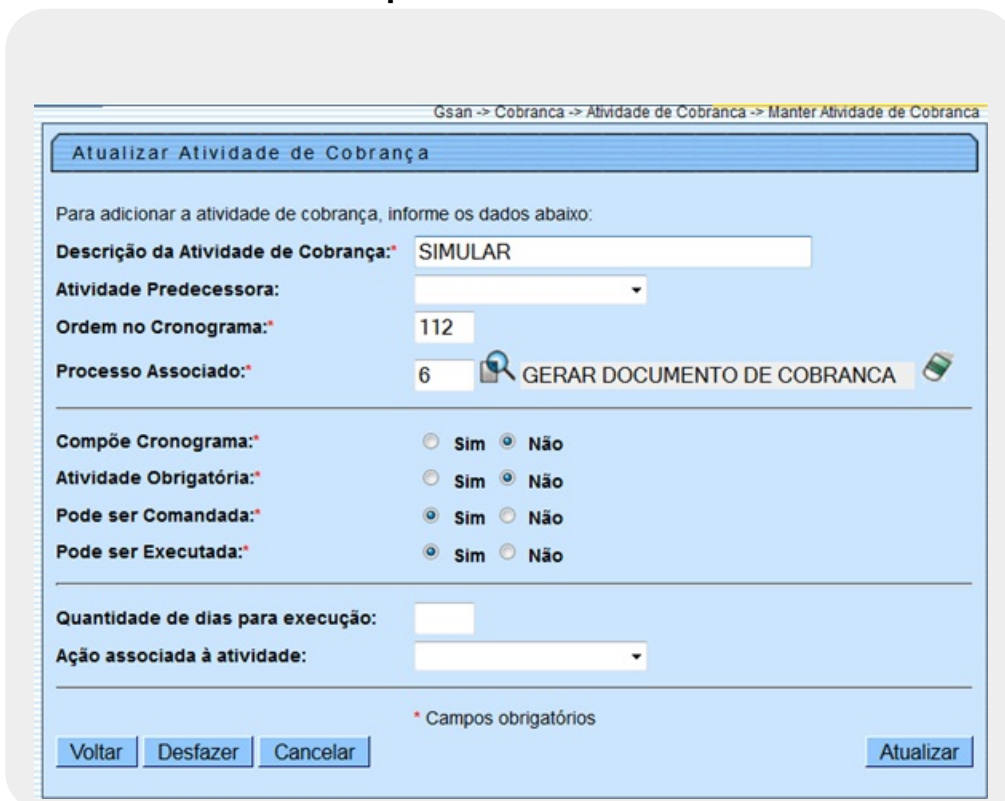 Gsan -> Cobranca -> Atividade de Cobranca -> Manter Atividade de Cobranca
Atualizar Atividade de Cobrança
Para adicionar a atividade de cobrança, informe os dados abaixo:
Descrição da Atividade de Cobrança:* SIMULAR
Atividade Predecessora:
Ordem no Cronograma:* 112
Processo Associado:* 6 GERAR DOCUMENTO DE COBRANCA
Compõe Cronograma:* Sim Não
Atividade Obrigatória:* Sim Não
Pode ser Comandada:* Sim Não
Pode ser Executada:* Sim Não
Quantidade de dias para execução:
Ação associada à atividade:
* Campos obrigatórios
Voltar Desfazer Cancelar Atualizar